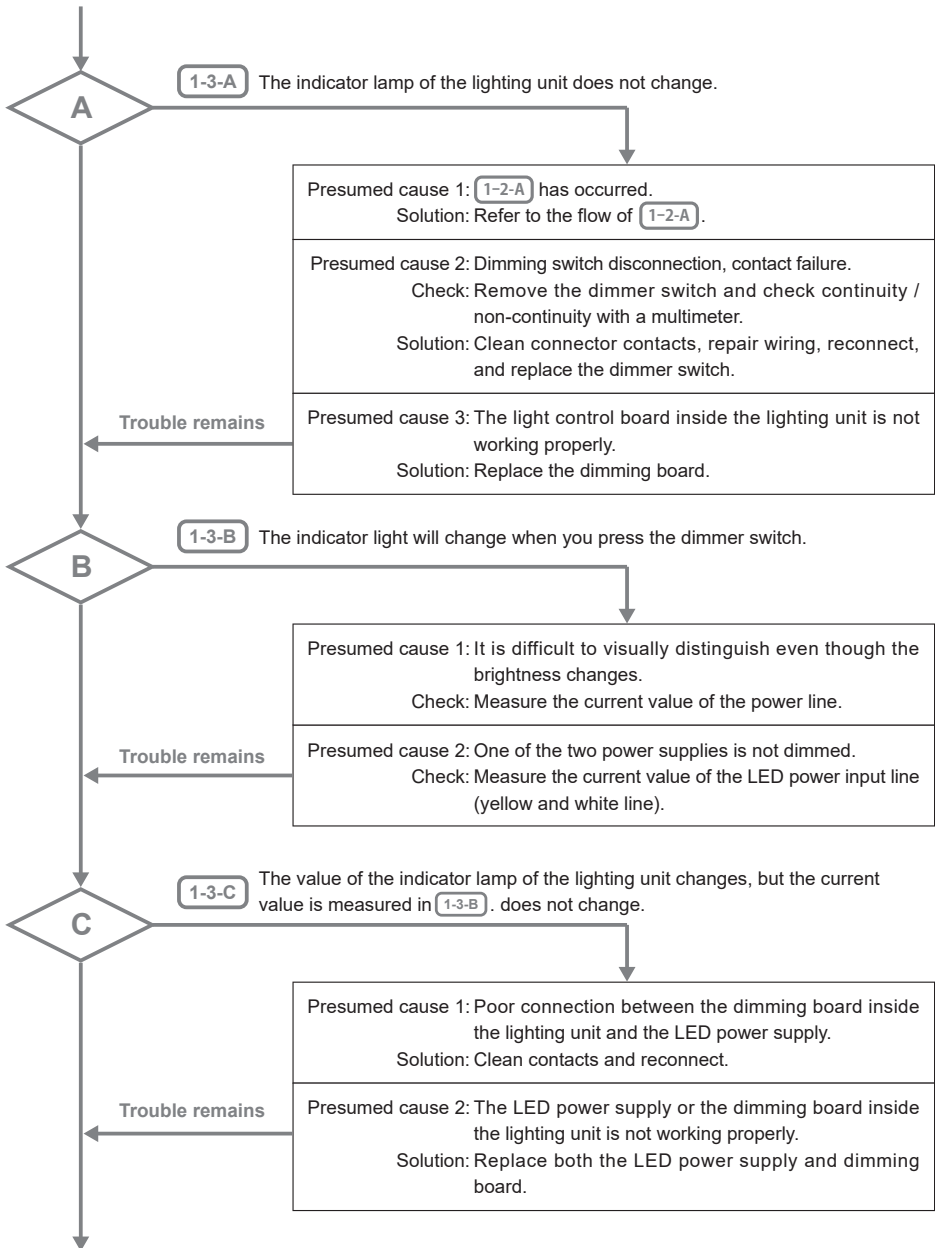 A
1-3-A The indicator lamp of the lighting unit does not change.
Presumed cause 1: 1-2-A has occurred.
Solution: Refer to the flow of 1-2-A .
Presumed cause 2: Dimming switch disconnection, contact failure.
Check: Remove the dimmer switch and check continuity /
non-continuity with a multimeter.
Solution: Clean connector contacts, repair wiring, reconnect,
and replace the dimmer switch.
Trouble remains
Presumed cause 3: The light control board inside the lighting unit is not
working properly.
Solution: Replace the dimming board.
B
1-3-B The indicator light will change when you press the dimmer switch.
Presumed cause 1: It is difficult to visually distinguish even though the
brightness changes.
Check: Measure the current value of the power line.
Trouble remains
Presumed cause 2: One of the two power supplies is not dimmed.
Check: Measure the current value of the LED power input line
(yellow and white line).
C
1-3-C The value of the indicator lamp of the lighting unit changes, but the current
value is measured in 1-3-B . does not change.
Presumed cause 1: Poor connection between the dimming board inside
the lighting unit and the LED power supply.
Solution: Clean contacts and reconnect.
Trouble remains
Presumed cause 2: The LED power supply or the dimming board inside
the lighting unit is not working properly.
Solution: Replace both the LED power supply and dimming
board.